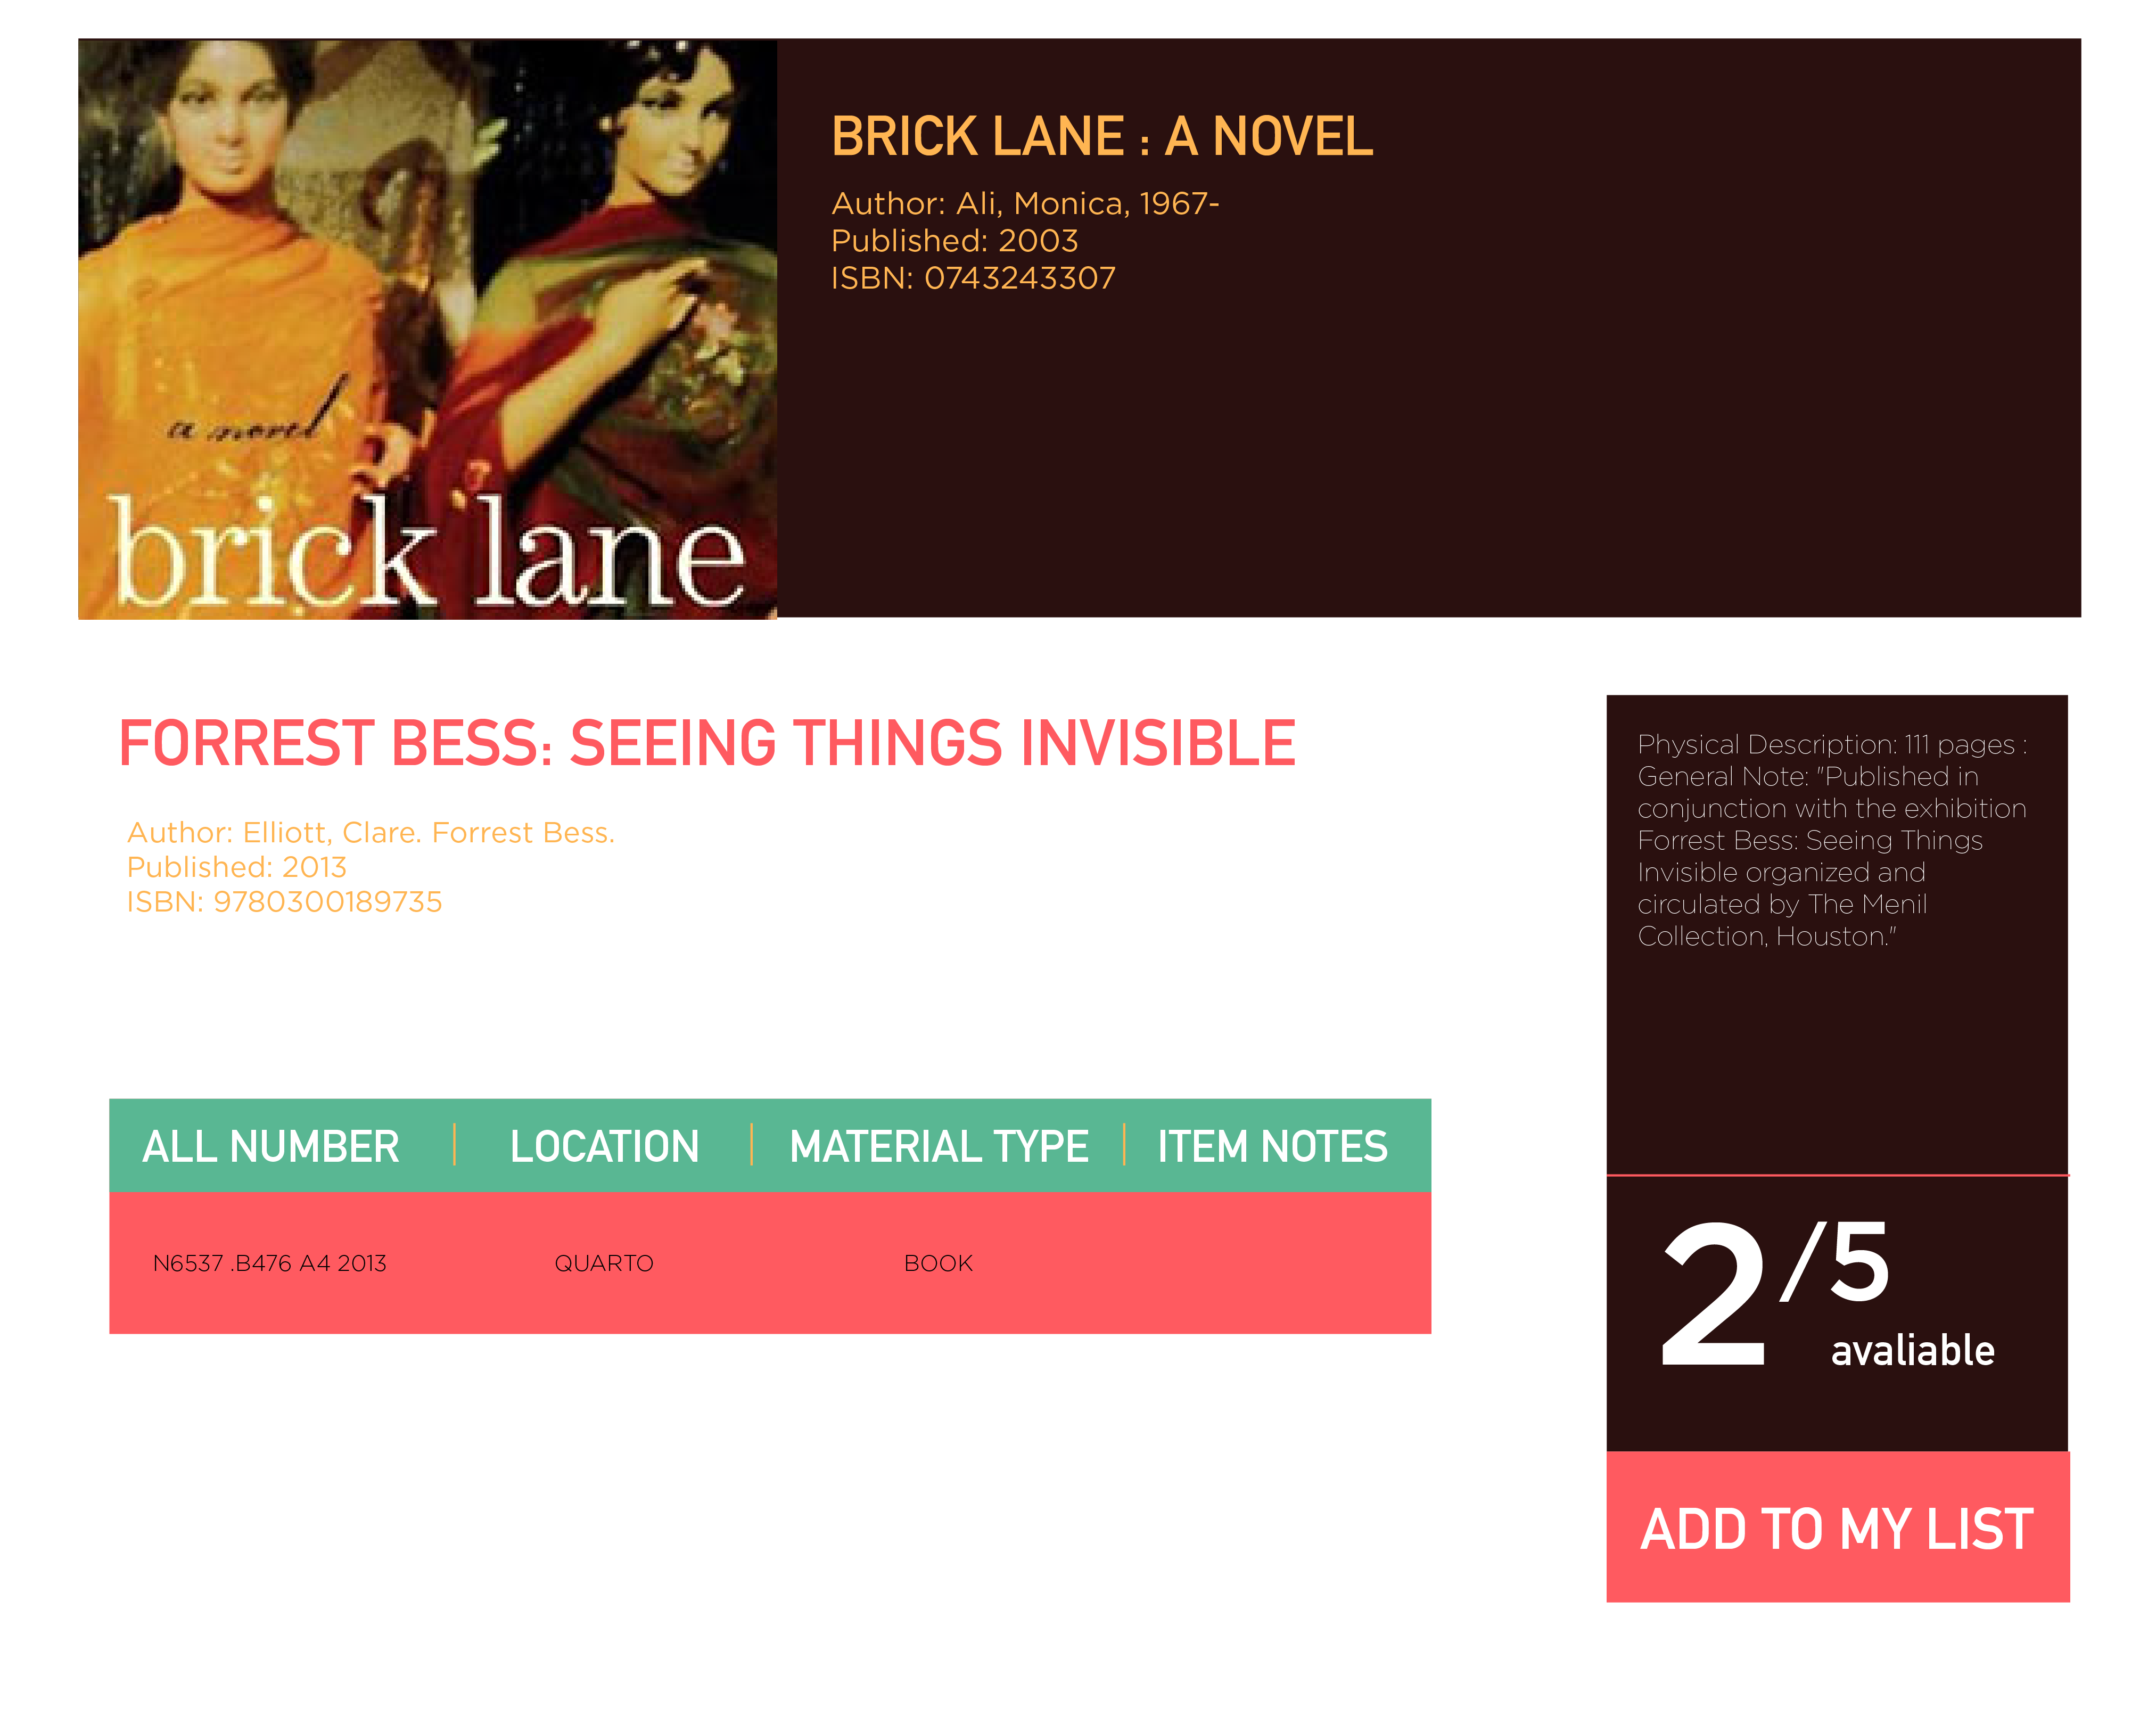 a novel
brick lane
BRICK LANE : A NOVEL
Author: Ali, Monica, 1967-
Published: 2003
ISBN: 0743243307
FORREST BESS: SEEING THINGS INVISIBLE
Author: Elliott, Clare. Forrest Bess.
Published: 2013
ISBN: 9780300189735
Physical Description: 111 pages :
General Note: "Published in
conjunction with the exhibition
Forrest Bess: Seeing Things
Invisible organized and
circulated by The Menil
Collection, Houston."
ALL NUMBER | LOCATION | MATERIAL TYPE | ITEM NOTES
N6537 .B476 A4 2013 QUARTO BOOK
2/5
avaliable
ADD TO MY LIST